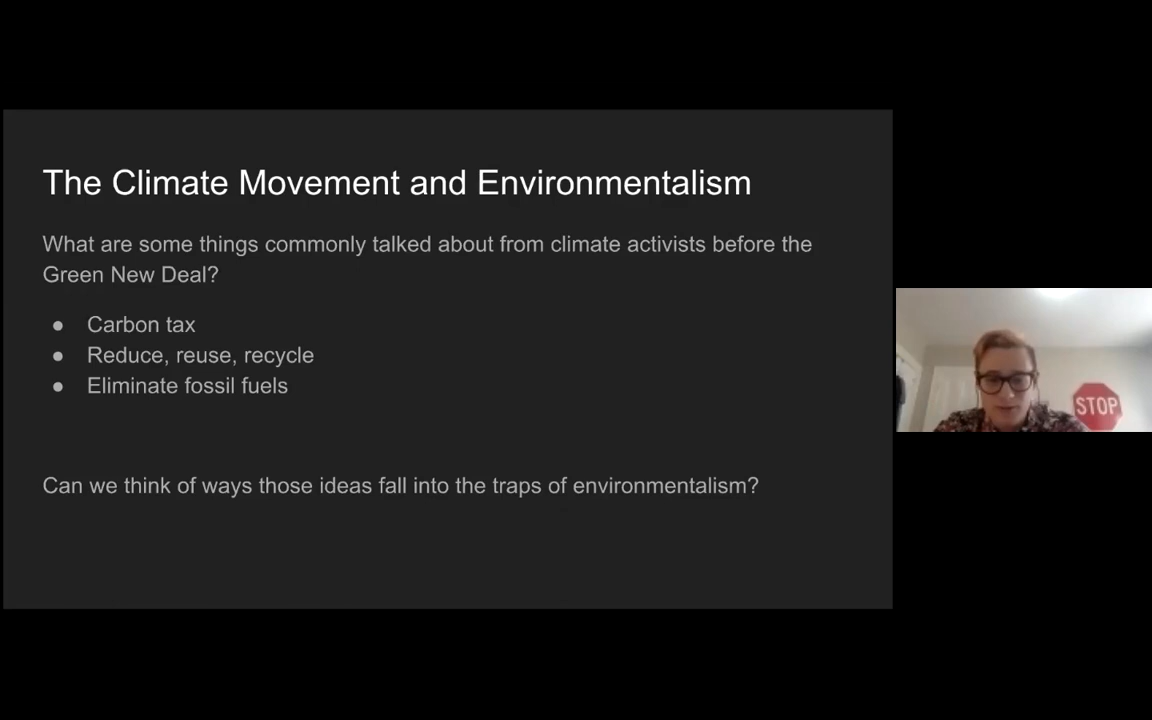 The Climate Movement and Environmentalism
What are some things commonly talked about from climate activists before the
Green New Deal?
● Carbon tax
● Reduce, reuse, recycle
● Eliminate fossil fuels
Can we think of ways those ideas fall into the traps of environmentalism?
STOP